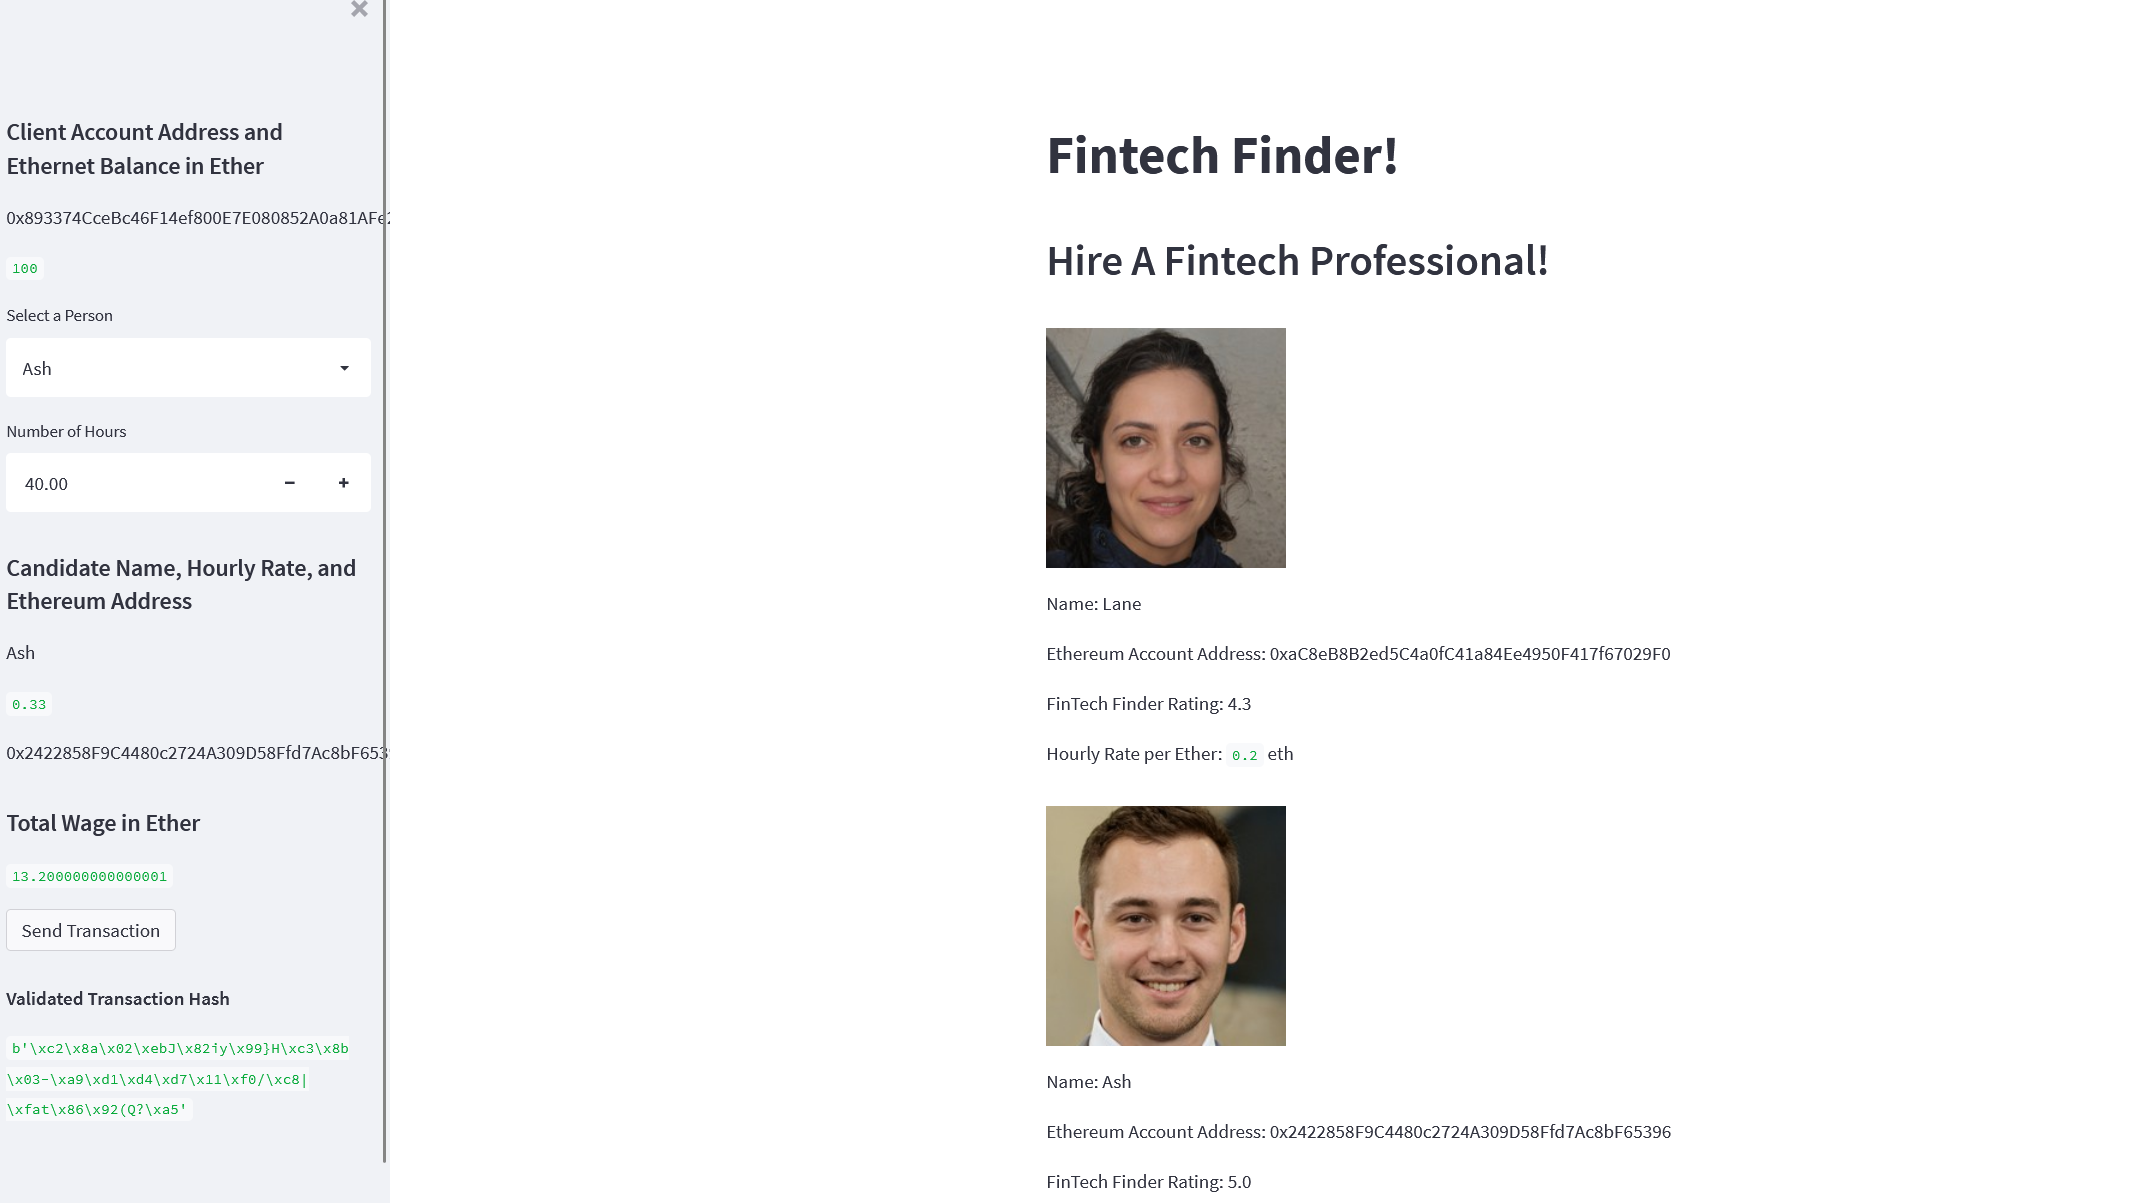 Client Account Address and
Ethernet Balance in Ether
0x893374CceBc46F14ef800E7E080852A0a81AFe
100
Select a Person
Ash
Number of Hours
40.00
Candidate Name, Hourly Rate, and
Ethereum Address
Ash
0.33
0x2422858F9C4480c2724A309D58Ffd7Ac8bF653
Total Wage in Ether
13.200000000000001
Send Transaction
Validated Transaction Hash
b'\xc2\x8a\x02\xebJ\x82iy\x99}H\xc3\x8b
\x03-\xa9\xd1\xd4\xd7\x11\xf0/\xc8|
\xfat\x86\x92(Q?\xa5'
Fintech Finder!
Hire A Fintech Professional!
Name: Lane
Ethereum Account Address: 0xaC8eB8B2ed5C4a0fC41a84Ee4950F417f67029F0
FinTech Finder Rating: 4.3
Hourly Rate per Ether: 0.2 eth
Name: Ash
Ethereum Account Address: 0x2422858F9C4480c2724A309D58Ffd7Ac8bF65396
FinTech Finder Rating: 5.0